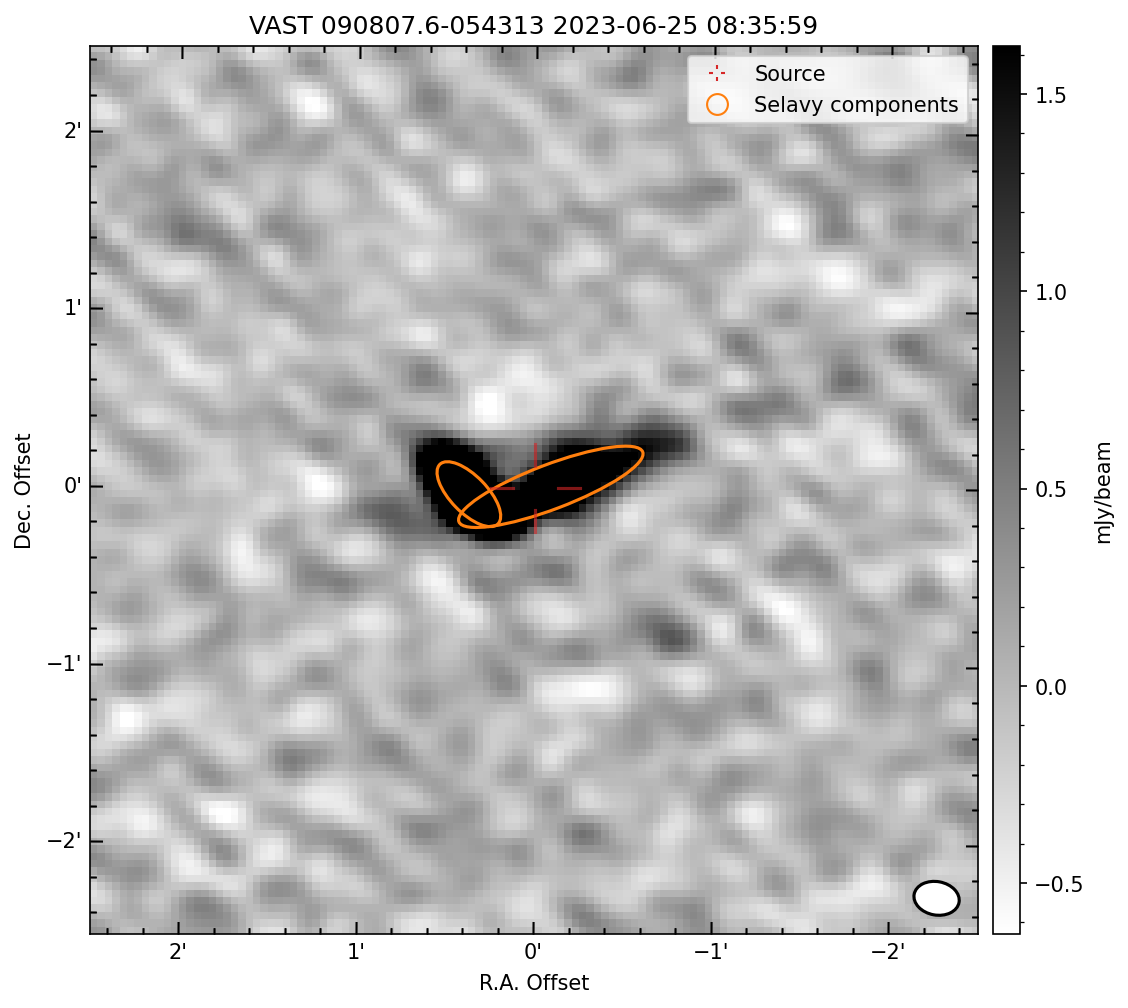 VAST 090807.6-054313 2023-06-25 08:35:59
Source
Selavy components
2'
1'
0'
−1'
−2'
Dec. Offset
2'
1'
0'
−1'
−2'
R.A. Offset
1.5
1.0
0.5
0.0
−0.5
mJy/beam